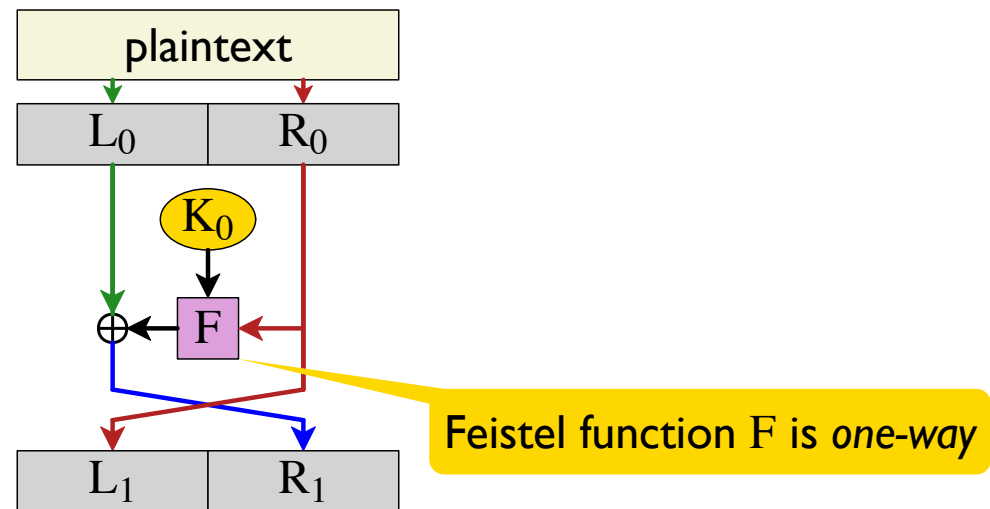 plaintext
L₀ R₀
K₀
F
Feistel function F is one-way
L₁ R₁